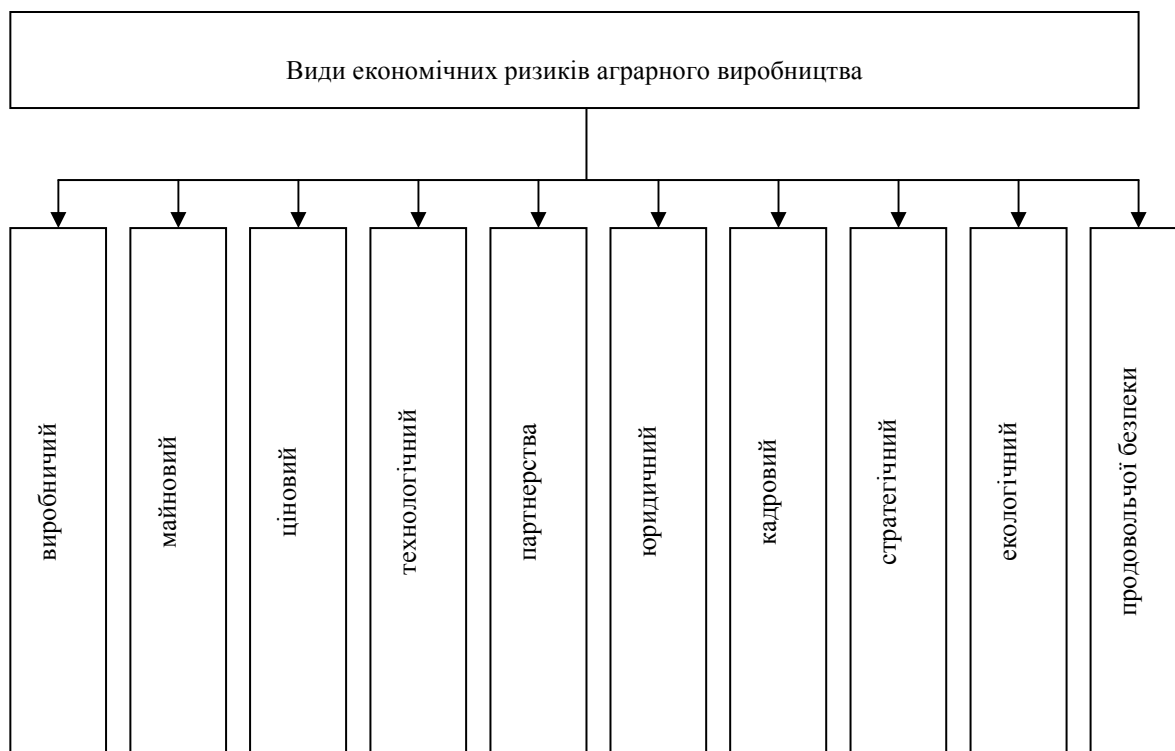 Види економічних ризиків аграрного виробництва
виробничий
майновий
ціновий
технологічний
партнерства
юридичний
кадровий
стратегічний
екологічний
продовольчої безпеки